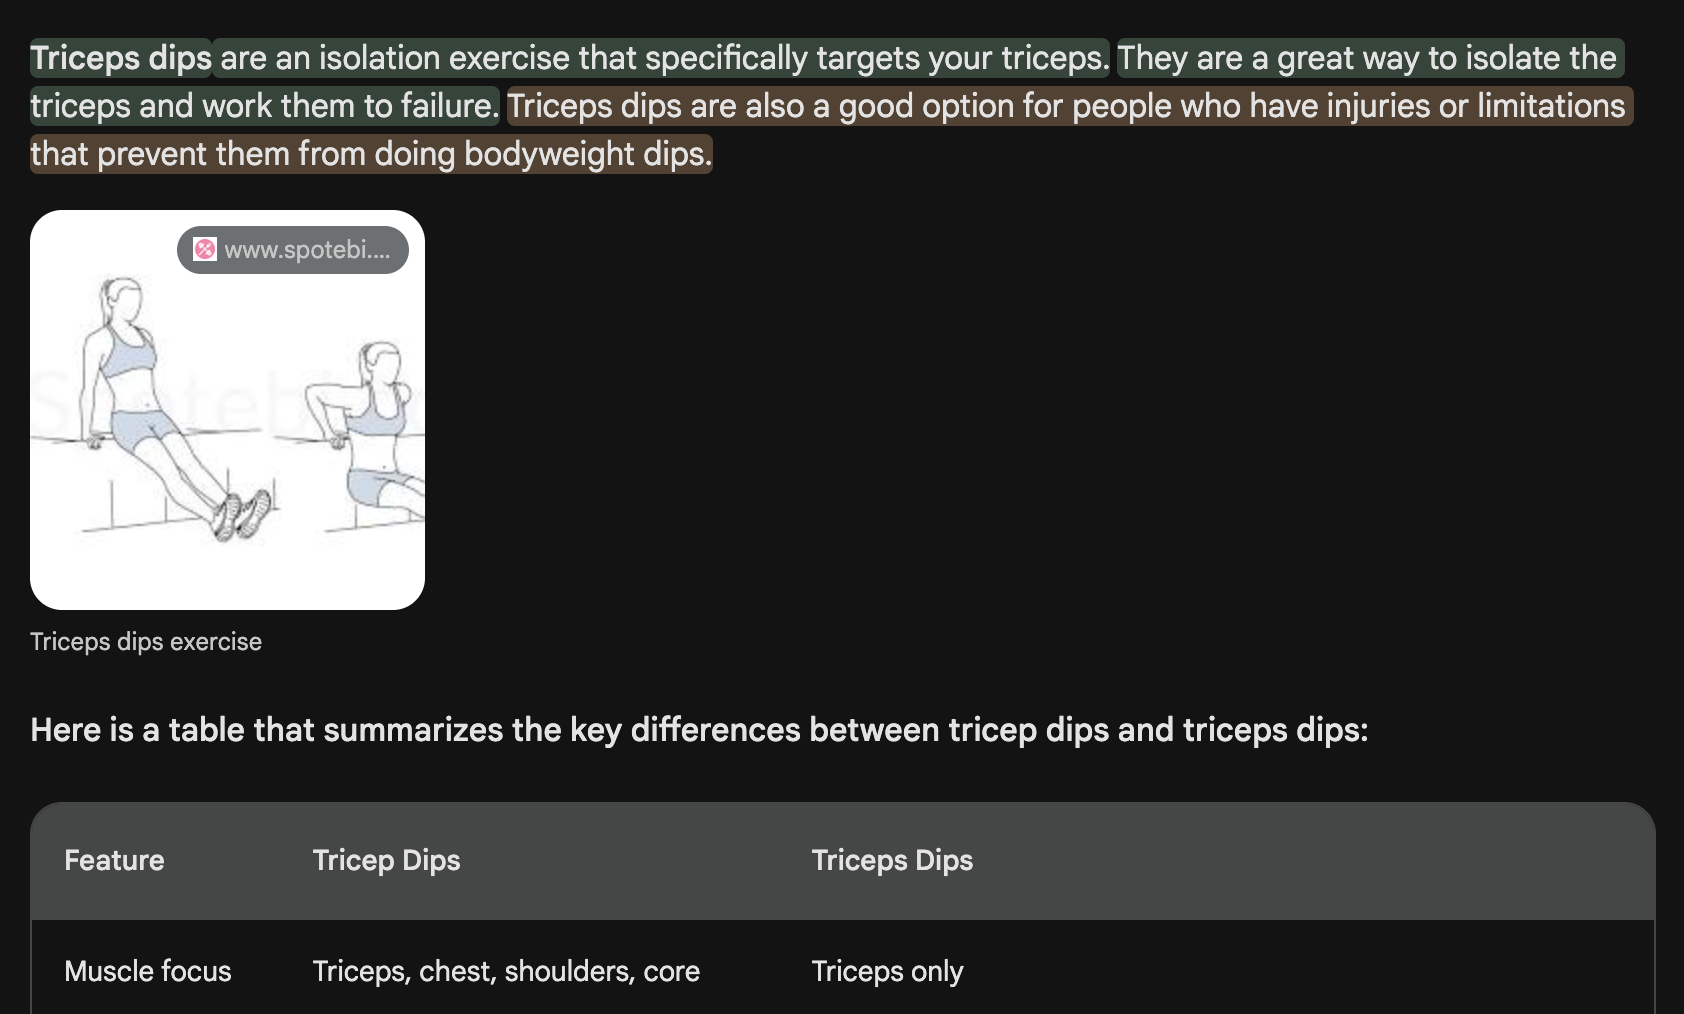 Triceps dips are an isolation exercise that specifically targets your triceps. They are a great way to isolate the
triceps and work them to failure. Triceps dips are also a good option for people who have injuries or limitations
that prevent them from doing bodyweight dips.
www.spotebi....
Spotebi
Triceps dips exercise
Here is a table that summarizes the key differences between tricep dips and triceps dips:
Feature Tricep Dips Triceps Dips
Muscle focus Triceps, chest, shoulders, core Triceps only